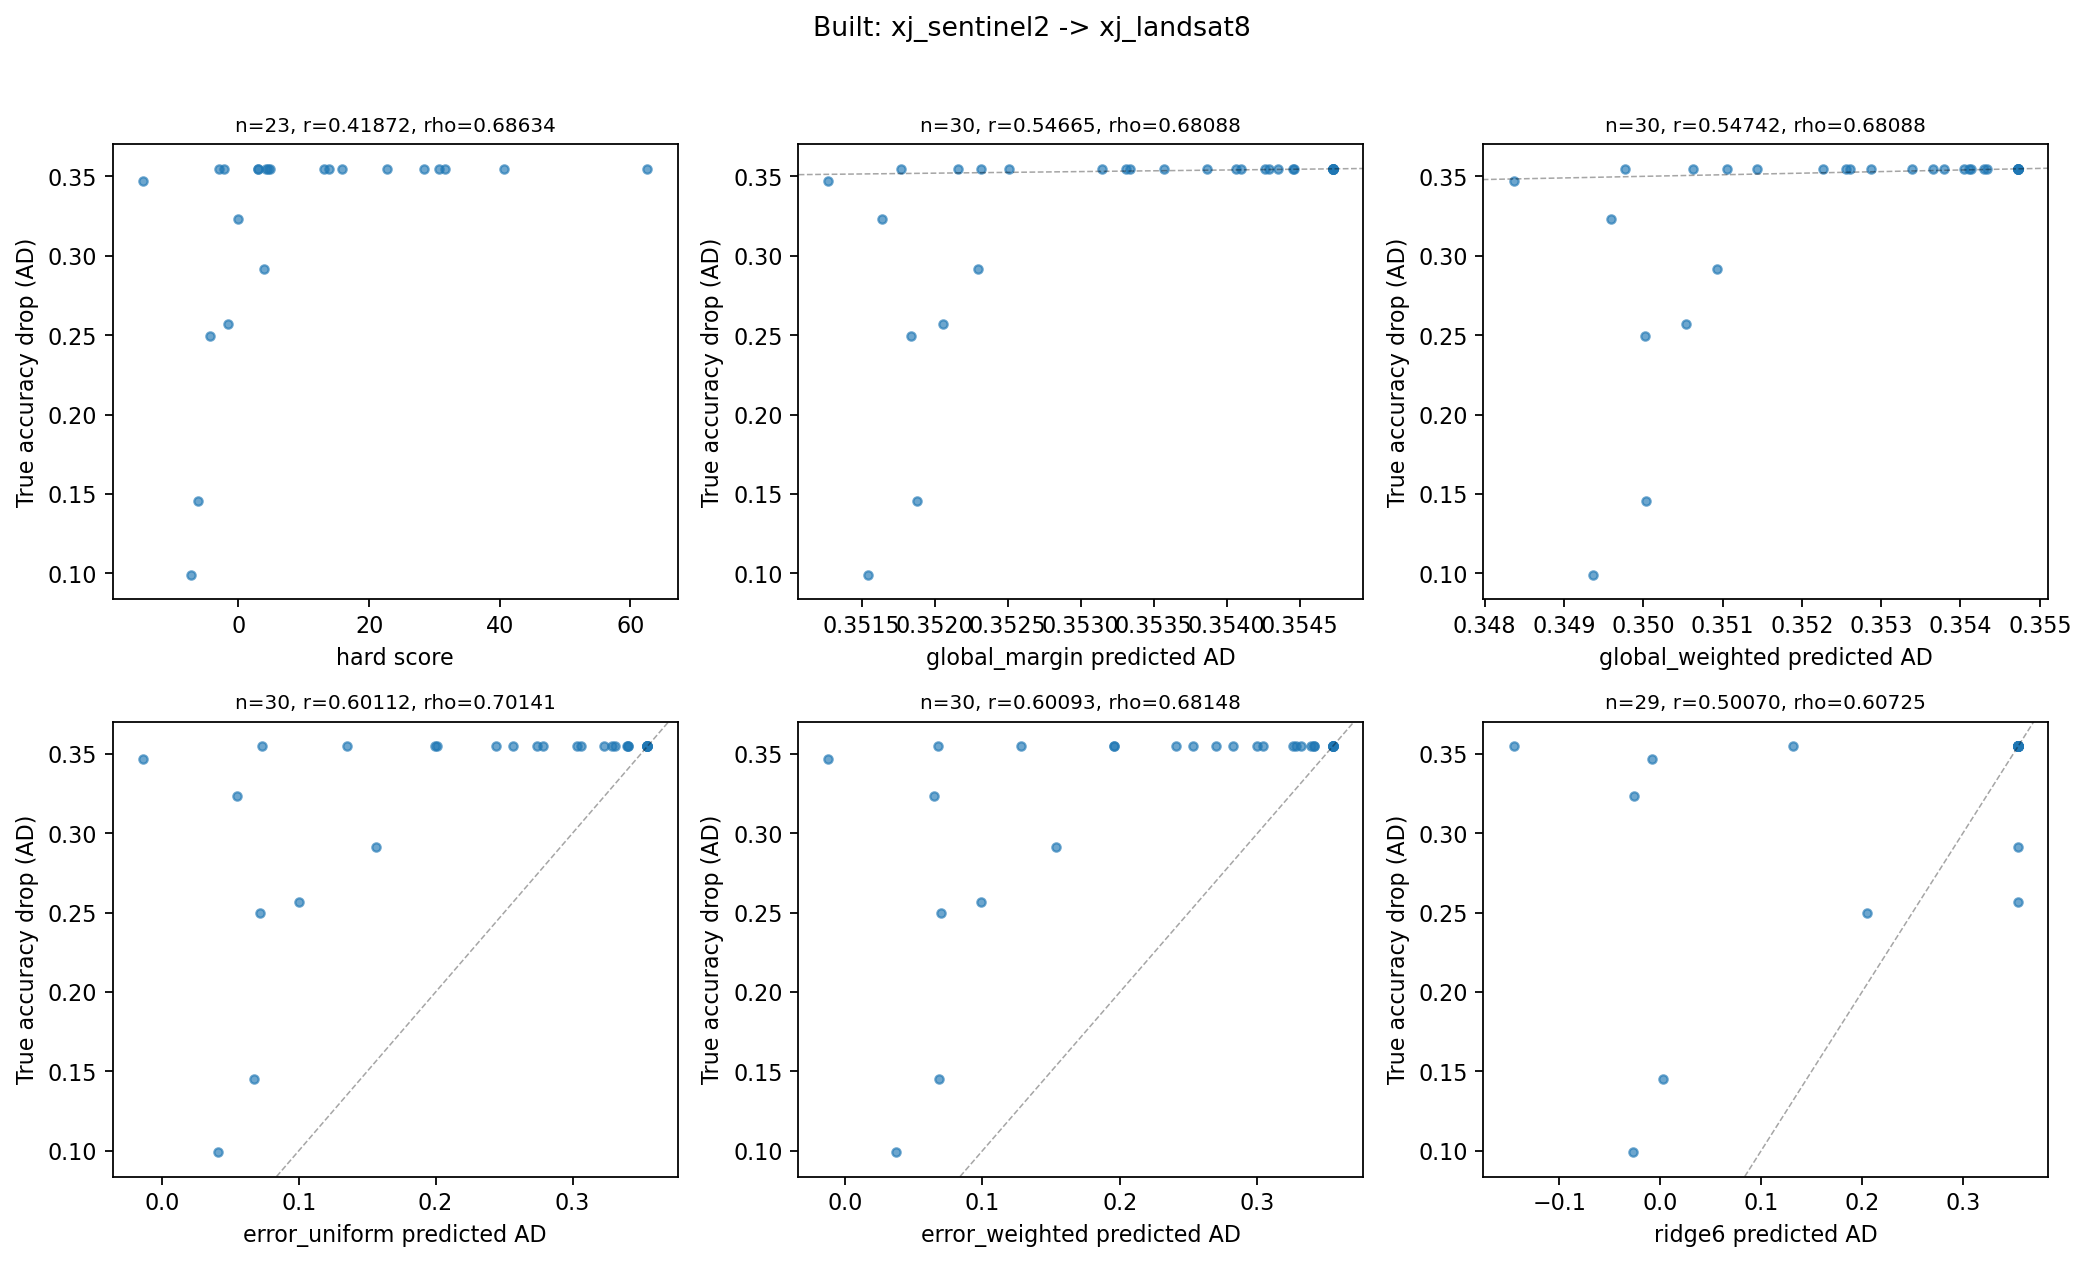 Built: xj_sentinel2 -> xj_landsat8
n=23, r=0.41872, rho=0.68634
True accuracy drop (AD)
0.35
0.30
0.25
0.20
0.15
0.10
0 20 40 60
hard score
n=30, r=0.54665, rho=0.68088
True accuracy drop (AD)
0.35
0.30
0.25
0.20
0.15
0.10
0.3515 0.3520 0.3525 0.3530 0.3535 0.3540 0.3545
global_margin predicted AD
n=30, r=0.54742, rho=0.68088
True accuracy drop (AD)
0.35
0.30
0.25
0.20
0.15
0.10
0.348 0.349 0.350 0.351 0.352 0.353 0.354 0.355
global_weighted predicted AD
n=30, r=0.60112, rho=0.70141
True accuracy drop (AD)
0.35
0.30
0.25
0.20
0.15
0.10
0.0 0.1 0.2 0.3
error_uniform predicted AD
n=30, r=0.60093, rho=0.68148
True accuracy drop (AD)
0.35
0.30
0.25
0.20
0.15
0.10
0.0 0.1 0.2 0.3
error_weighted predicted AD
n=29, r=0.50070, rho=0.60725
True accuracy drop (AD)
0.35
0.30
0.25
0.20
0.15
0.10
−0.1 0.0 0.1 0.2 0.3
ridge6 predicted AD